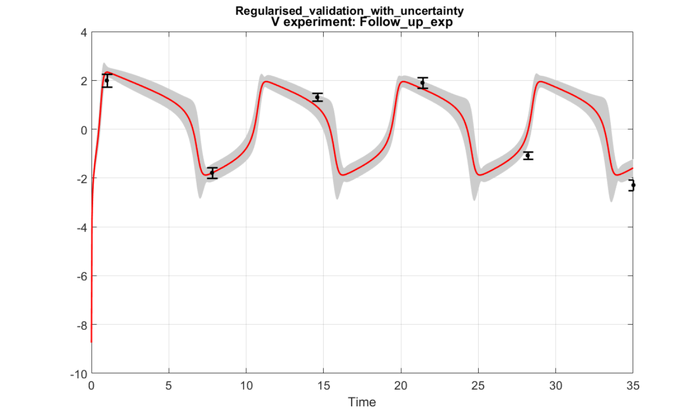 Regularised_validation_with_uncertainty
V experiment: Follow_up_exp
4
2
0
-2
-4
-6
-8
-10
0 5 10 15 20 25 30 35
Time